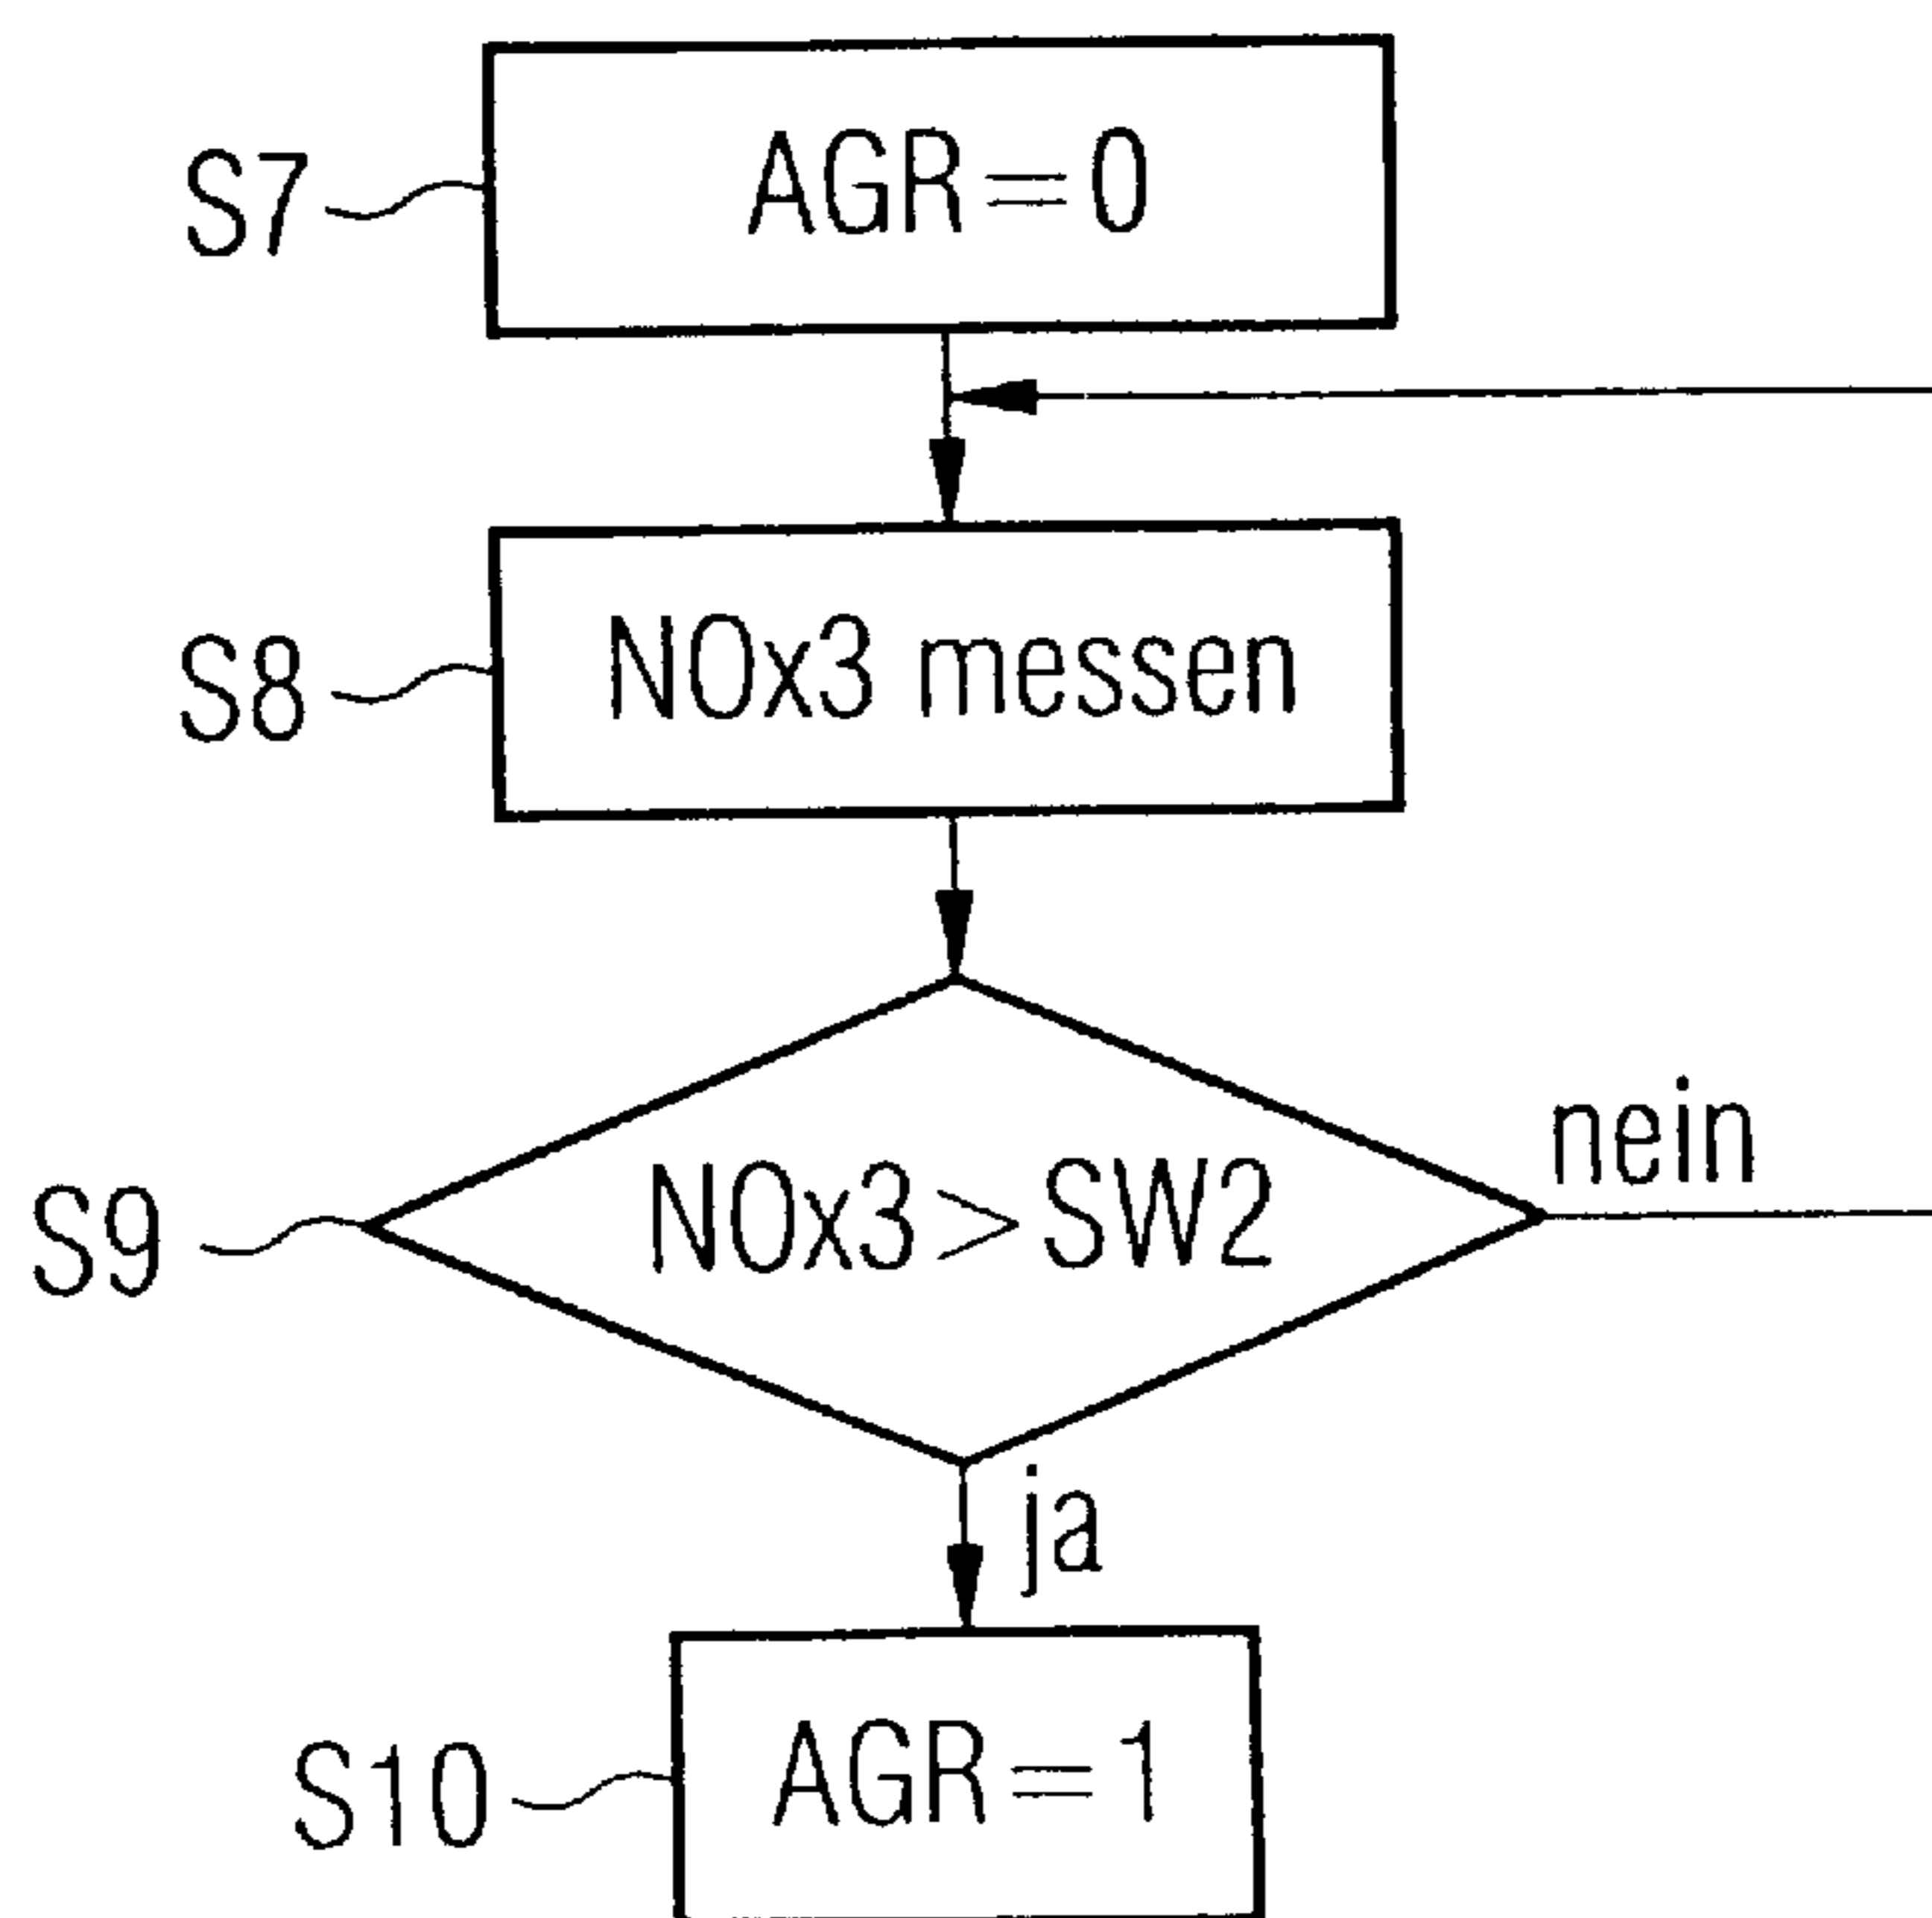 S7
AGR=0
S8
NOx3 messen
S9
NOx3>SW2
nein
ja
S10
AGR=1